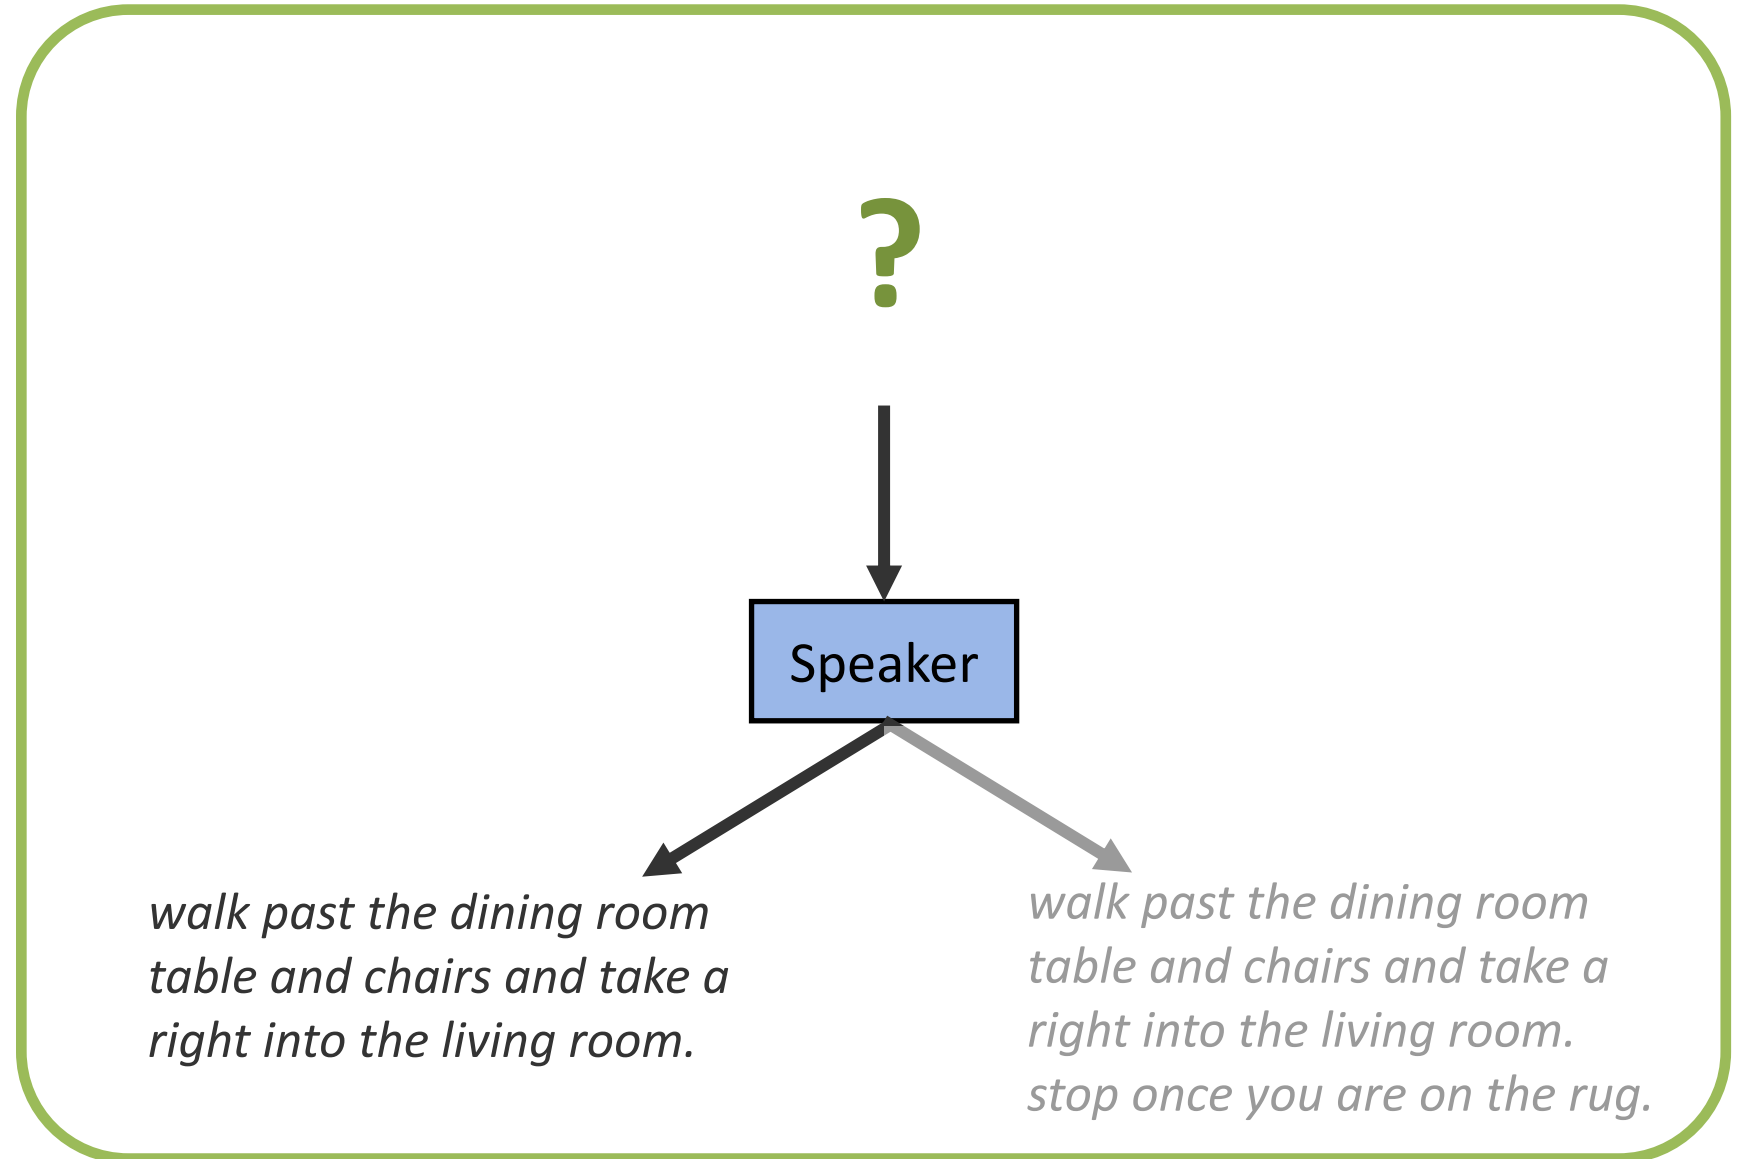 ?
Speaker
walk past the dining room
table and chairs and take a
right into the living room.
walk past the dining room
table and chairs and take a
right into the living room.
stop once you are on the rug.